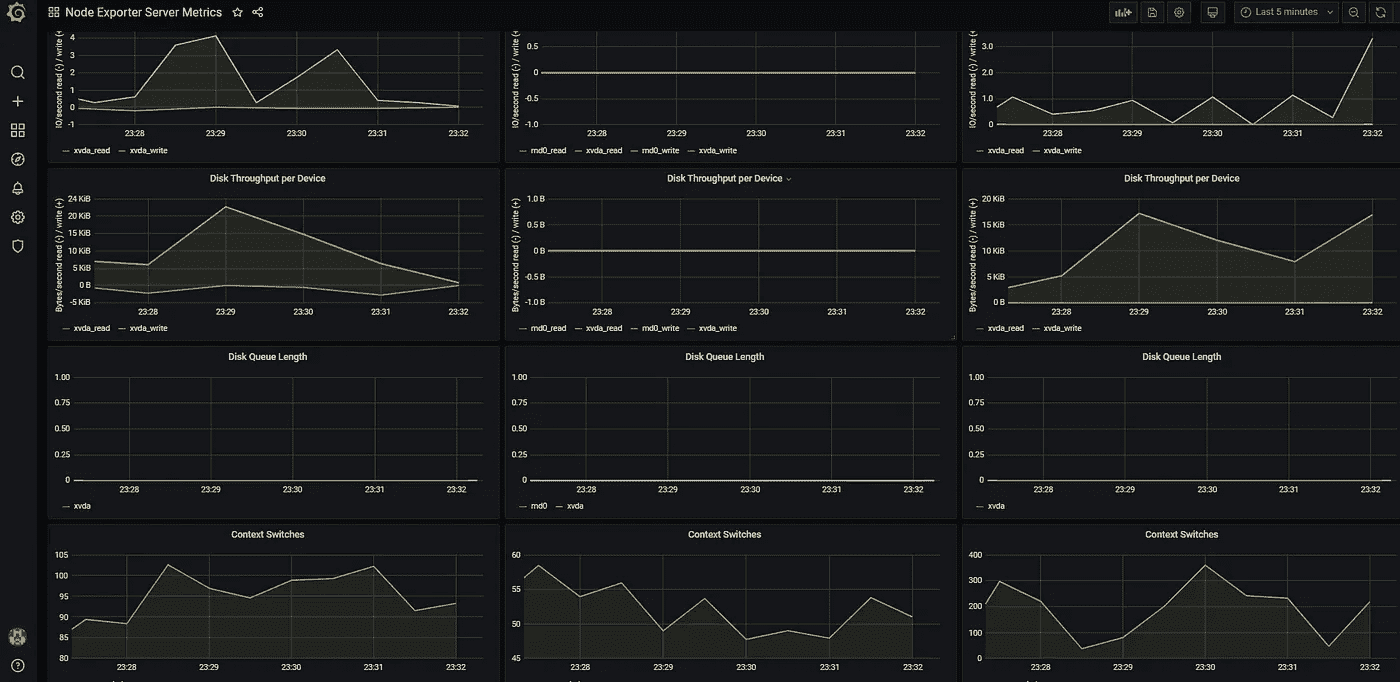 Node Exporter Server Metrics
Last 5 minutes
IO/second read (-) / write (+
4
3
2
1
0
-1
23:28 23:29 23:30 23:31 23:32
xvda_read xvda_write
IO/second read (-) / write (+
0.5
0
-0.5
-1.0
23:28 23:29 23:30 23:31 23:32
md0_read xvda_read md0_write xvda_write
IO/second read (-) / write (+
3.0
2.0
1.0
0
23:28 23:29 23:30 23:31 23:32
xvda_read xvda_write
Disk Throughput per Device
Bytes/second read (-) / write (+)
24 KiB
20 KiB
15 KiB
10 KiB
5 KiB
0 B
-5 KiB
23:28 23:29 23:30 23:31 23:32
xvda_read xvda_write
Disk Throughput per Device
Bytes/second read (-) / write (+)
1.0 B
0.5 B
0 B
-0.5 B
-1.0 B
23:28 23:29 23:30 23:31 23:32
md0_read xvda_read md0_write xvda_write
Disk Throughput per Device
Bytes/second read (-) / write (+)
20 KiB
15 KiB
10 KiB
5 KiB
0 B
23:28 23:29 23:30 23:31 23:32
xvda_read xvda_write
Disk Queue Length
1.00
0.75
0.50
0.25
0
23:28 23:29 23:30 23:31 23:32
xvda
Disk Queue Length
1.00
0.75
0.50
0.25
0
23:28 23:29 23:30 23:31 23:32
md0 xvda
Disk Queue Length
1.00
0.75
0.50
0.25
0
23:28 23:29 23:30 23:31 23:32
xvda
Context Switches
105
100
95
90
85
80
23:28 23:29 23:30 23:31 23:32
Context Switches
60
55
50
45
23:28 23:29 23:30 23:31 23:32
Context Switches
400
300
200
100
0
23:28 23:29 23:30 23:31 23:32